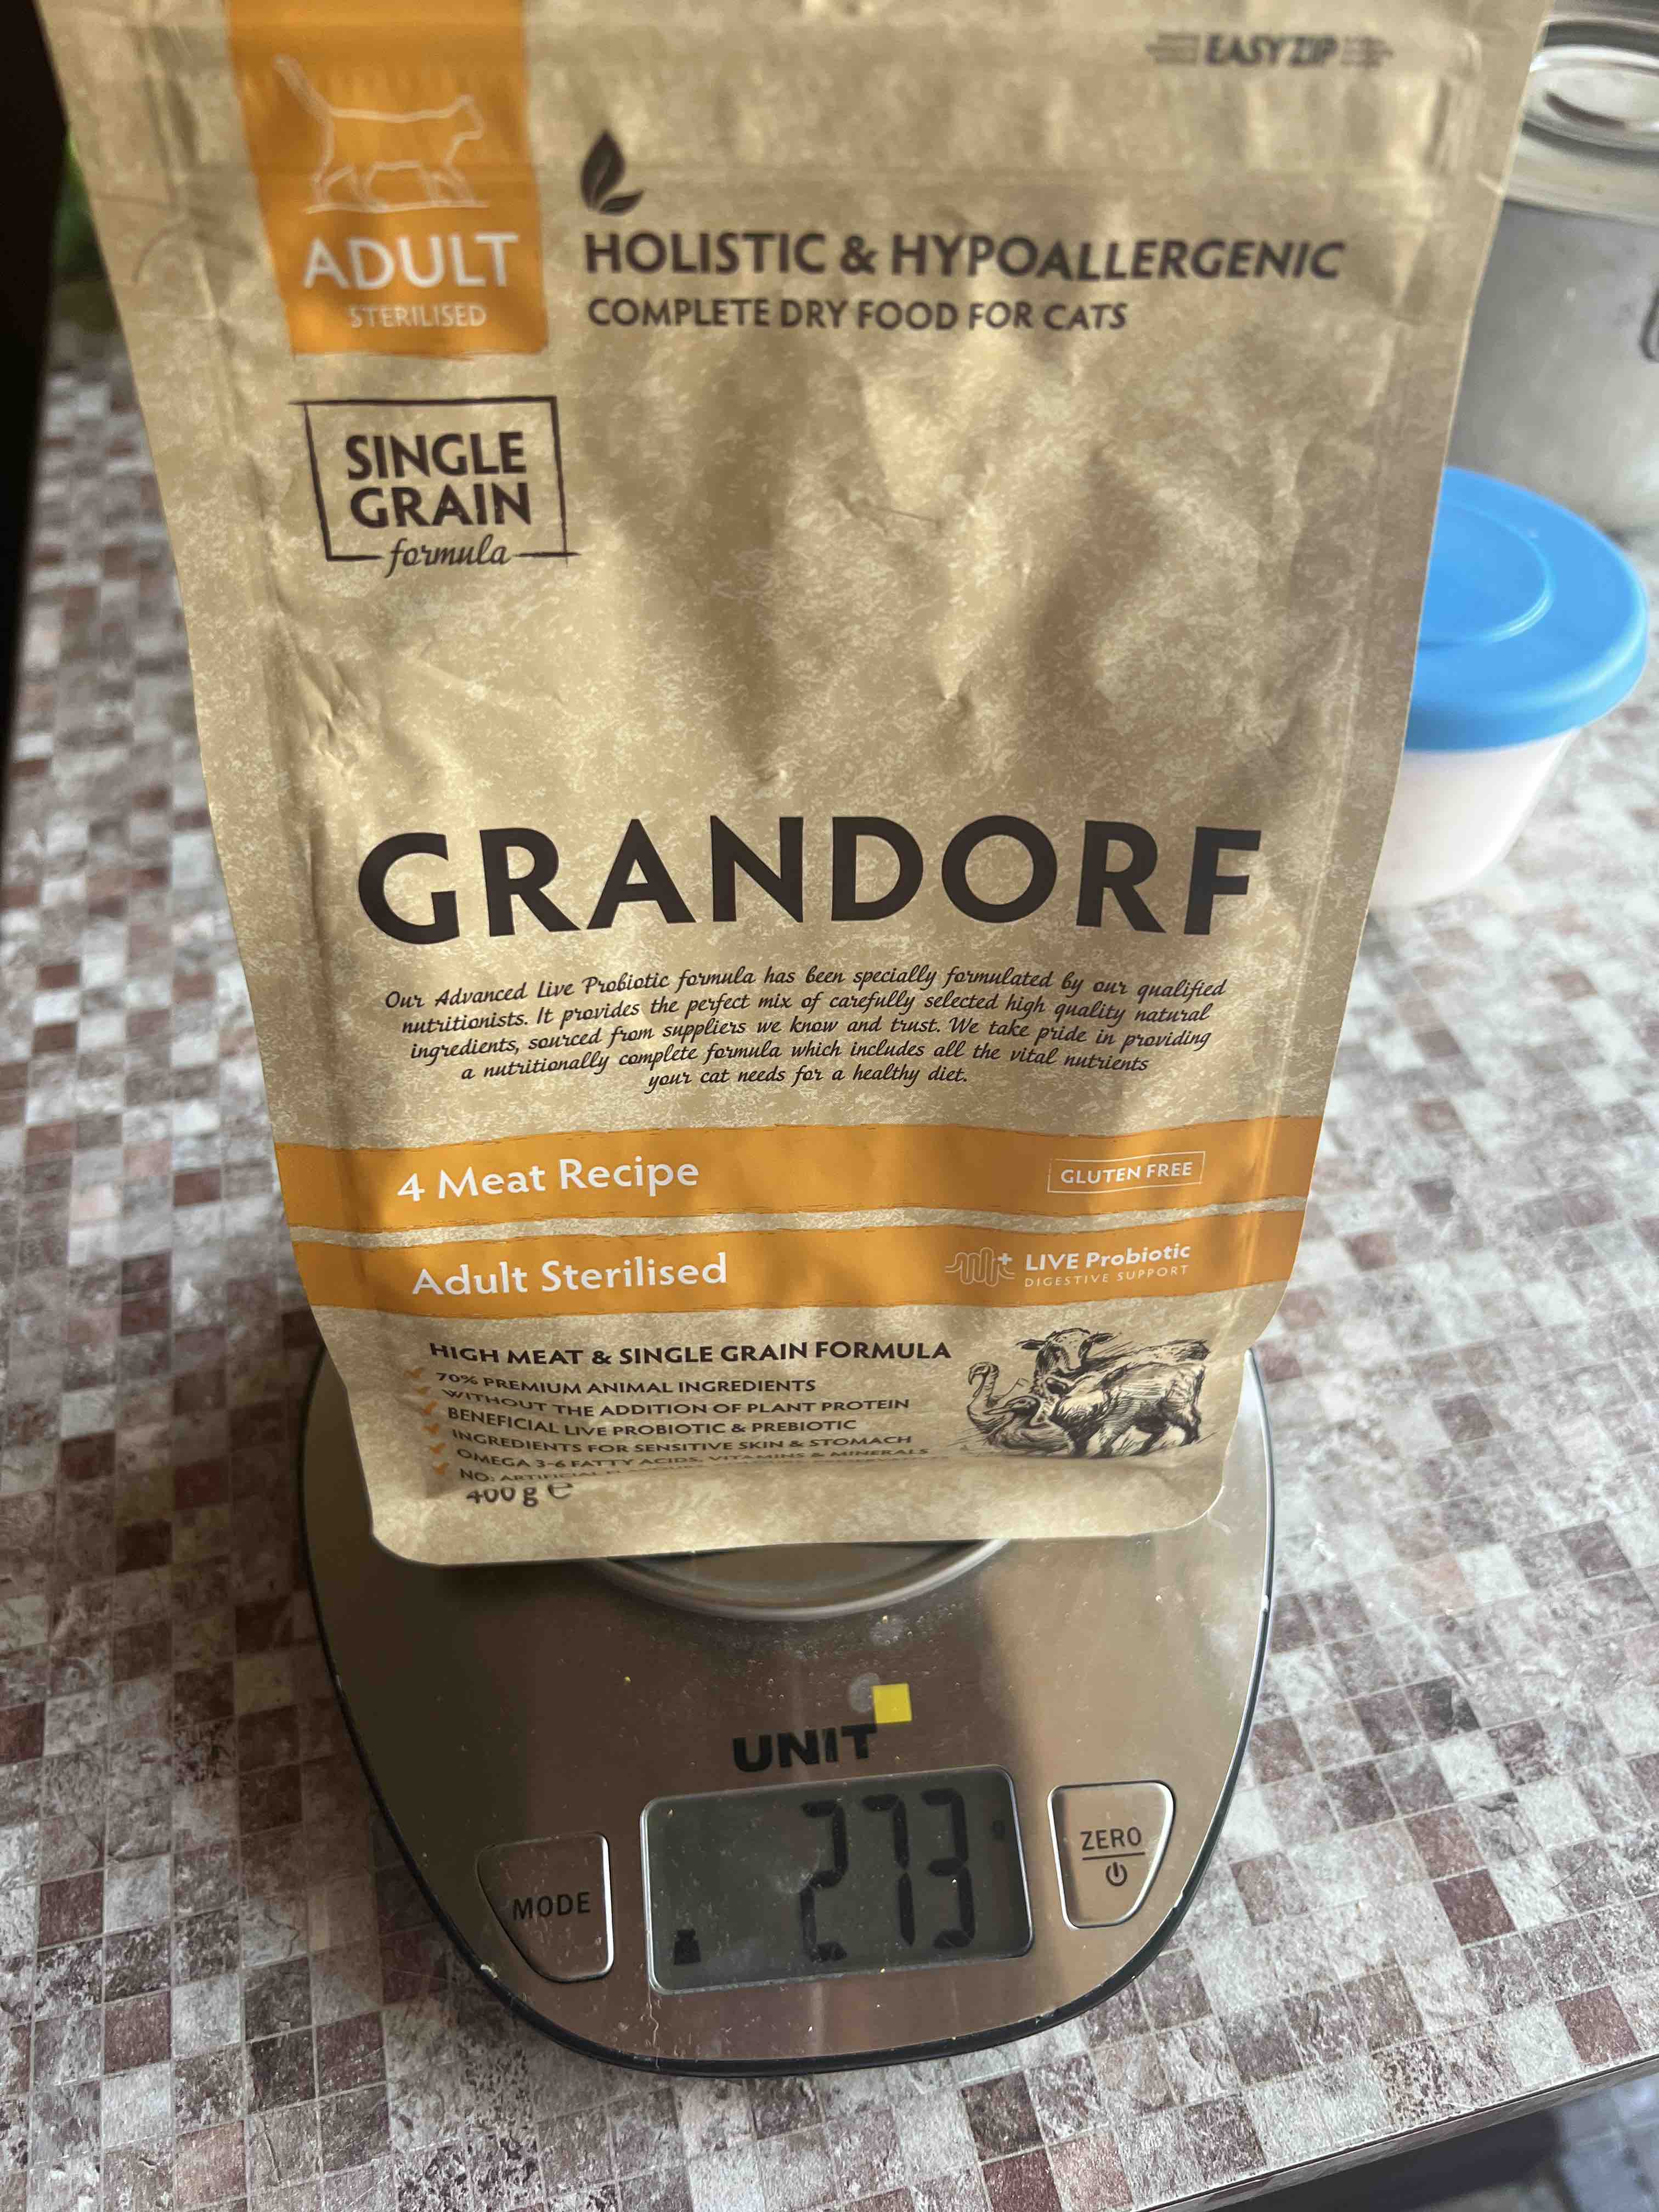 EASY ZIP
ADULT
STERILISED
HOLISTIC & HYPOALLERGENIC
COMPLETE DRY FOOD FOR CATS
SINGLE
GRAIN
formula
GRANDORF
Our Advanced Live Probiotic formula has been specially formulated by our qualified
nutritionists. It provides the perfect mix of carefully selected high quality natural
ingredients, sourced from suppliers we know and trust. We take pride in providing
a nutritionally complete formula which includes all the vital nutrients
your cat needs for a healthy diet.
4 Meat Recipe
GLUTEN FREE
Adult Sterilised
LIVE Probiotic
DIGESTIVE SUPPORT
HIGH MEAT & SINGLE GRAIN FORMULA
70% PREMIUM ANIMAL INGREDIENTS
WITHOUT THE ADDITION OF PLANT PROTEIN
BENEFICIAL LIVE PROBIOTIC & PREBIOTIC
INGREDIENTS FOR SENSITIVE SKIN & STOMACH
OMEGA 3-6 FATTY ACIDS, VITAMINS & MINERALS
NO: ARTIFICIAL
400 g e
UNIT
273 g
MODE
ZERO